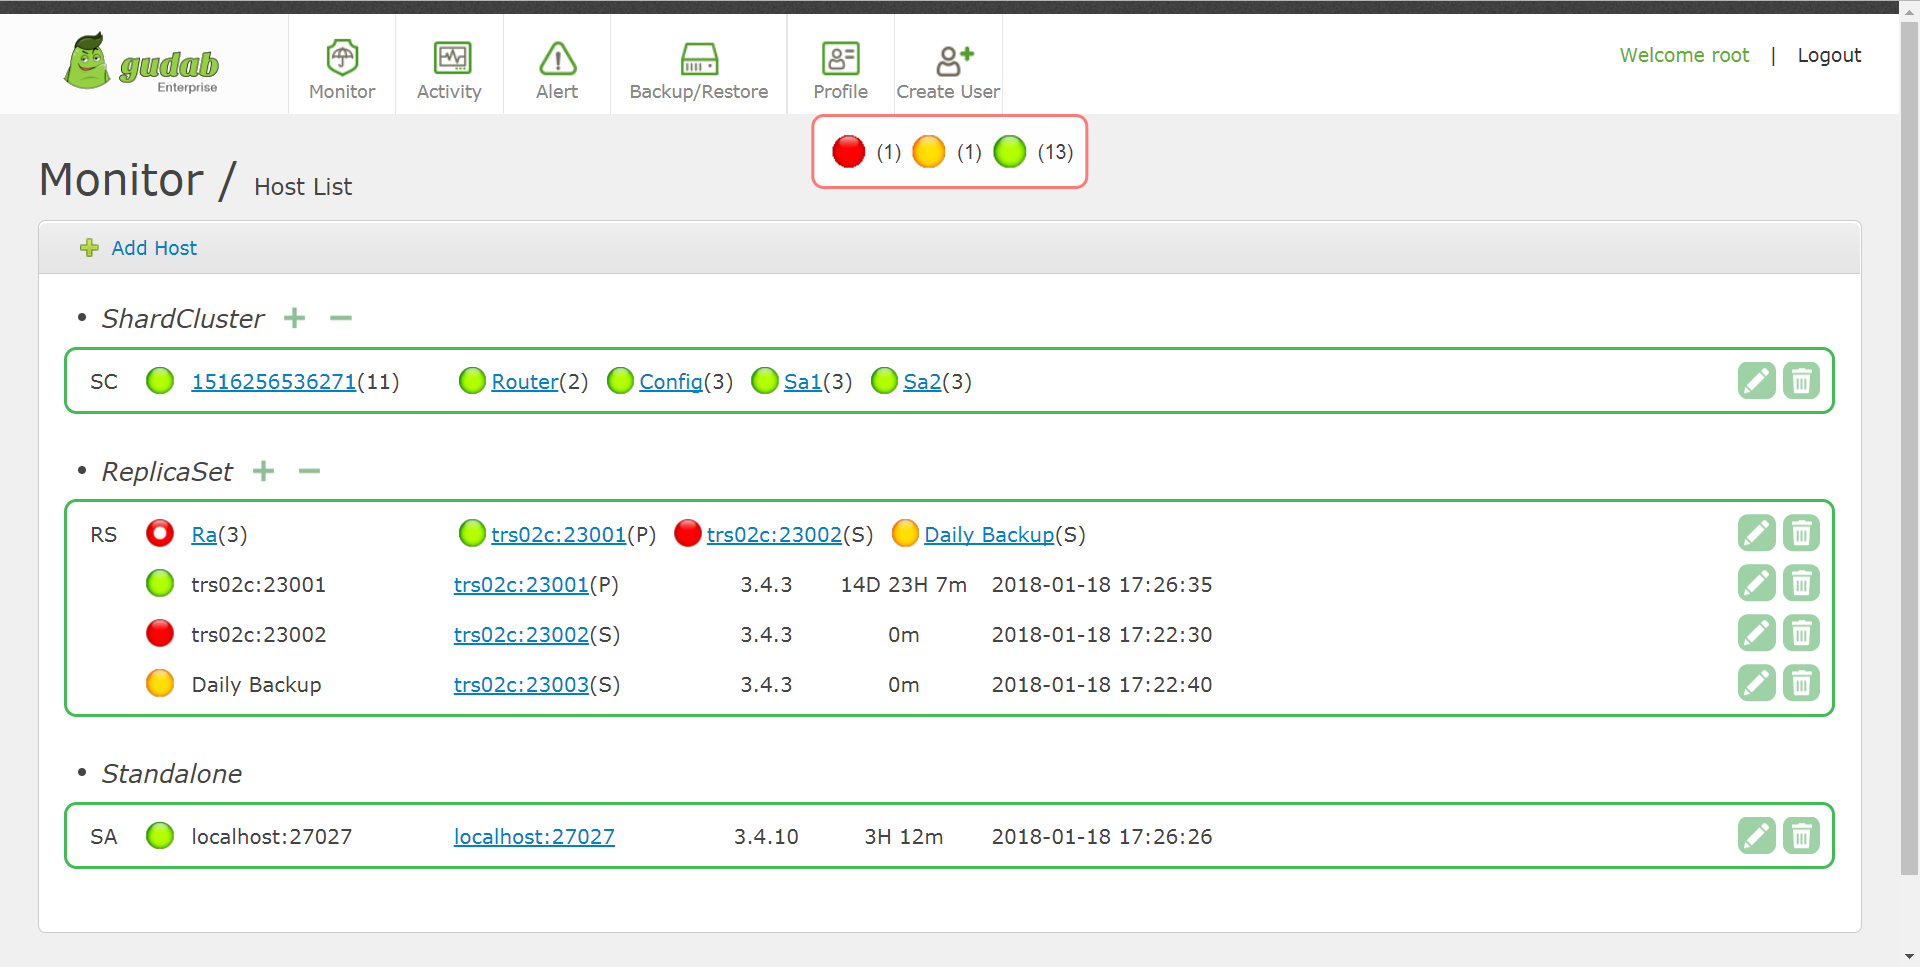 gudab
Enterprise
Monitor
Activity
Alert
Backup/Restore
Profile
Create User
Welcome root | Logout
(1) (1) (13)
Monitor / Host List
Add Host
• ShardCluster
SC 1516256536271(11) Router(2) Config(3) Sa1(3) Sa2(3)
• ReplicaSet
RS Ra(3) trs02c:23001(P) trs02c:23002(S) Daily Backup(S)
trs02c:23001 trs02c:23001(P) 3.4.3 14D 23H 7m 2018-01-18 17:26:35
trs02c:23002 trs02c:23002(S) 3.4.3 0m 2018-01-18 17:22:30
Daily Backup trs02c:23003(S) 3.4.3 0m 2018-01-18 17:22:40
• Standalone
SA localhost:27027 localhost:27027 3.4.10 3H 12m 2018-01-18 17:26:26